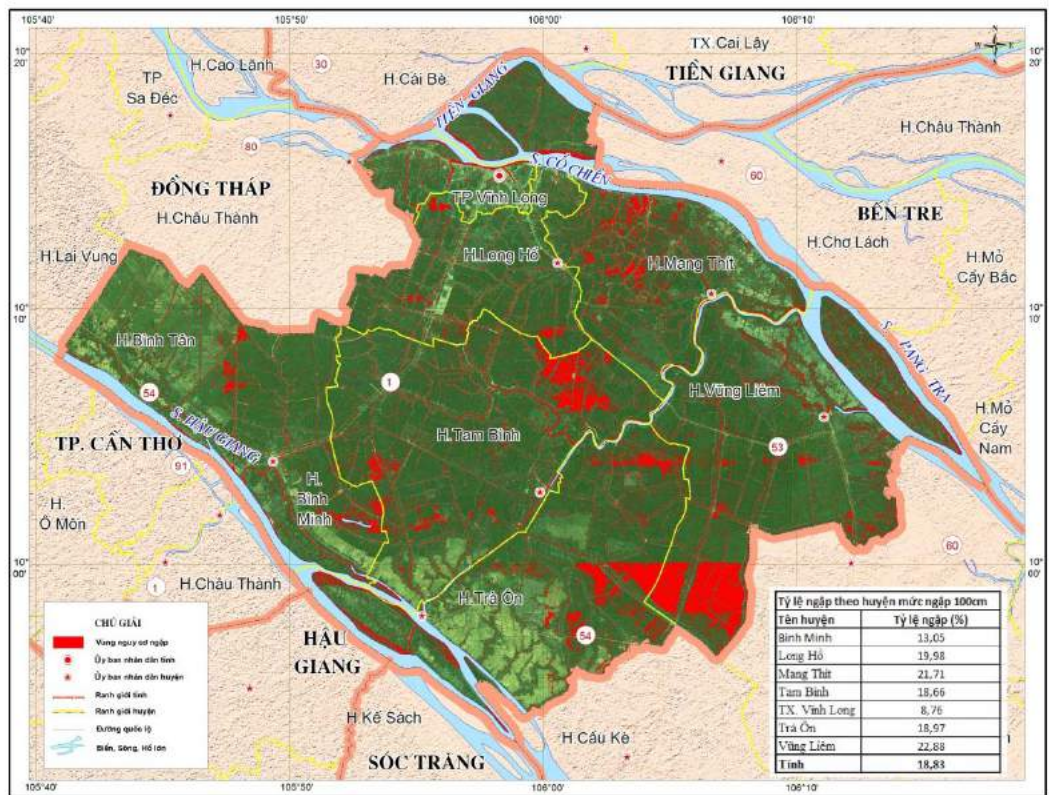 105°40' 105°50' 106°00' 106°10'
10° 20'
10° 20'
TX.Cai Lậy
TIỀN GIANG
H.Cao Lãnh
30
H.Cái Bè
TP Sa Đéc
TIỀN GIANG
H.Châu Thành
80
S. CỔ CHIÊN
60
ĐỒNG THÁP
TP Vĩnh Long
BẾN TRE
H.Châu Thành
H.Chợ Lách
H.Lai Vung
H.Long Hồ
H.Mang Thít
H.Mỏ Cầy Bắc
10° 10'
10° 10'
H.Bình Tân
S. PANG TRA
54
1
H.Vũng Liêm
S. HẬU GIANG
H.Tam Bình
53
H.Mỏ Cầy Nam
TP. CẦN THƠ
91
H. Bình Minh
H. Ô Môn
60
10° 00'
10° 00'
H.Châu Thành
1
H.Trà Ôn
54
HẬU GIANG
H.Kế Sách
H.Cầu Kè
SÓC TRĂNG
CHÚ GIẢI
Vùng nguy cơ ngập
Ủy ban nhân dân tỉnh
Ủy ban nhân dân huyện
Ranh giới tỉnh
Ranh giới huyện
Đường quốc lộ
Biển, Sông, Hồ lớn
Tỷ lệ ngập theo huyện mức ngập 100cm
Tên huyện Tỷ lệ ngập (%)
Bình Minh 13,05
Long Hồ 19,98
Mang Thít 21,71
Tam Bình 18,66
TX. Vĩnh Long 8,76
Trà Ôn 18,97
Vũng Liêm 22,88
Tỉnh 18,83
105°40' 105°50' 106°00' 106°10'